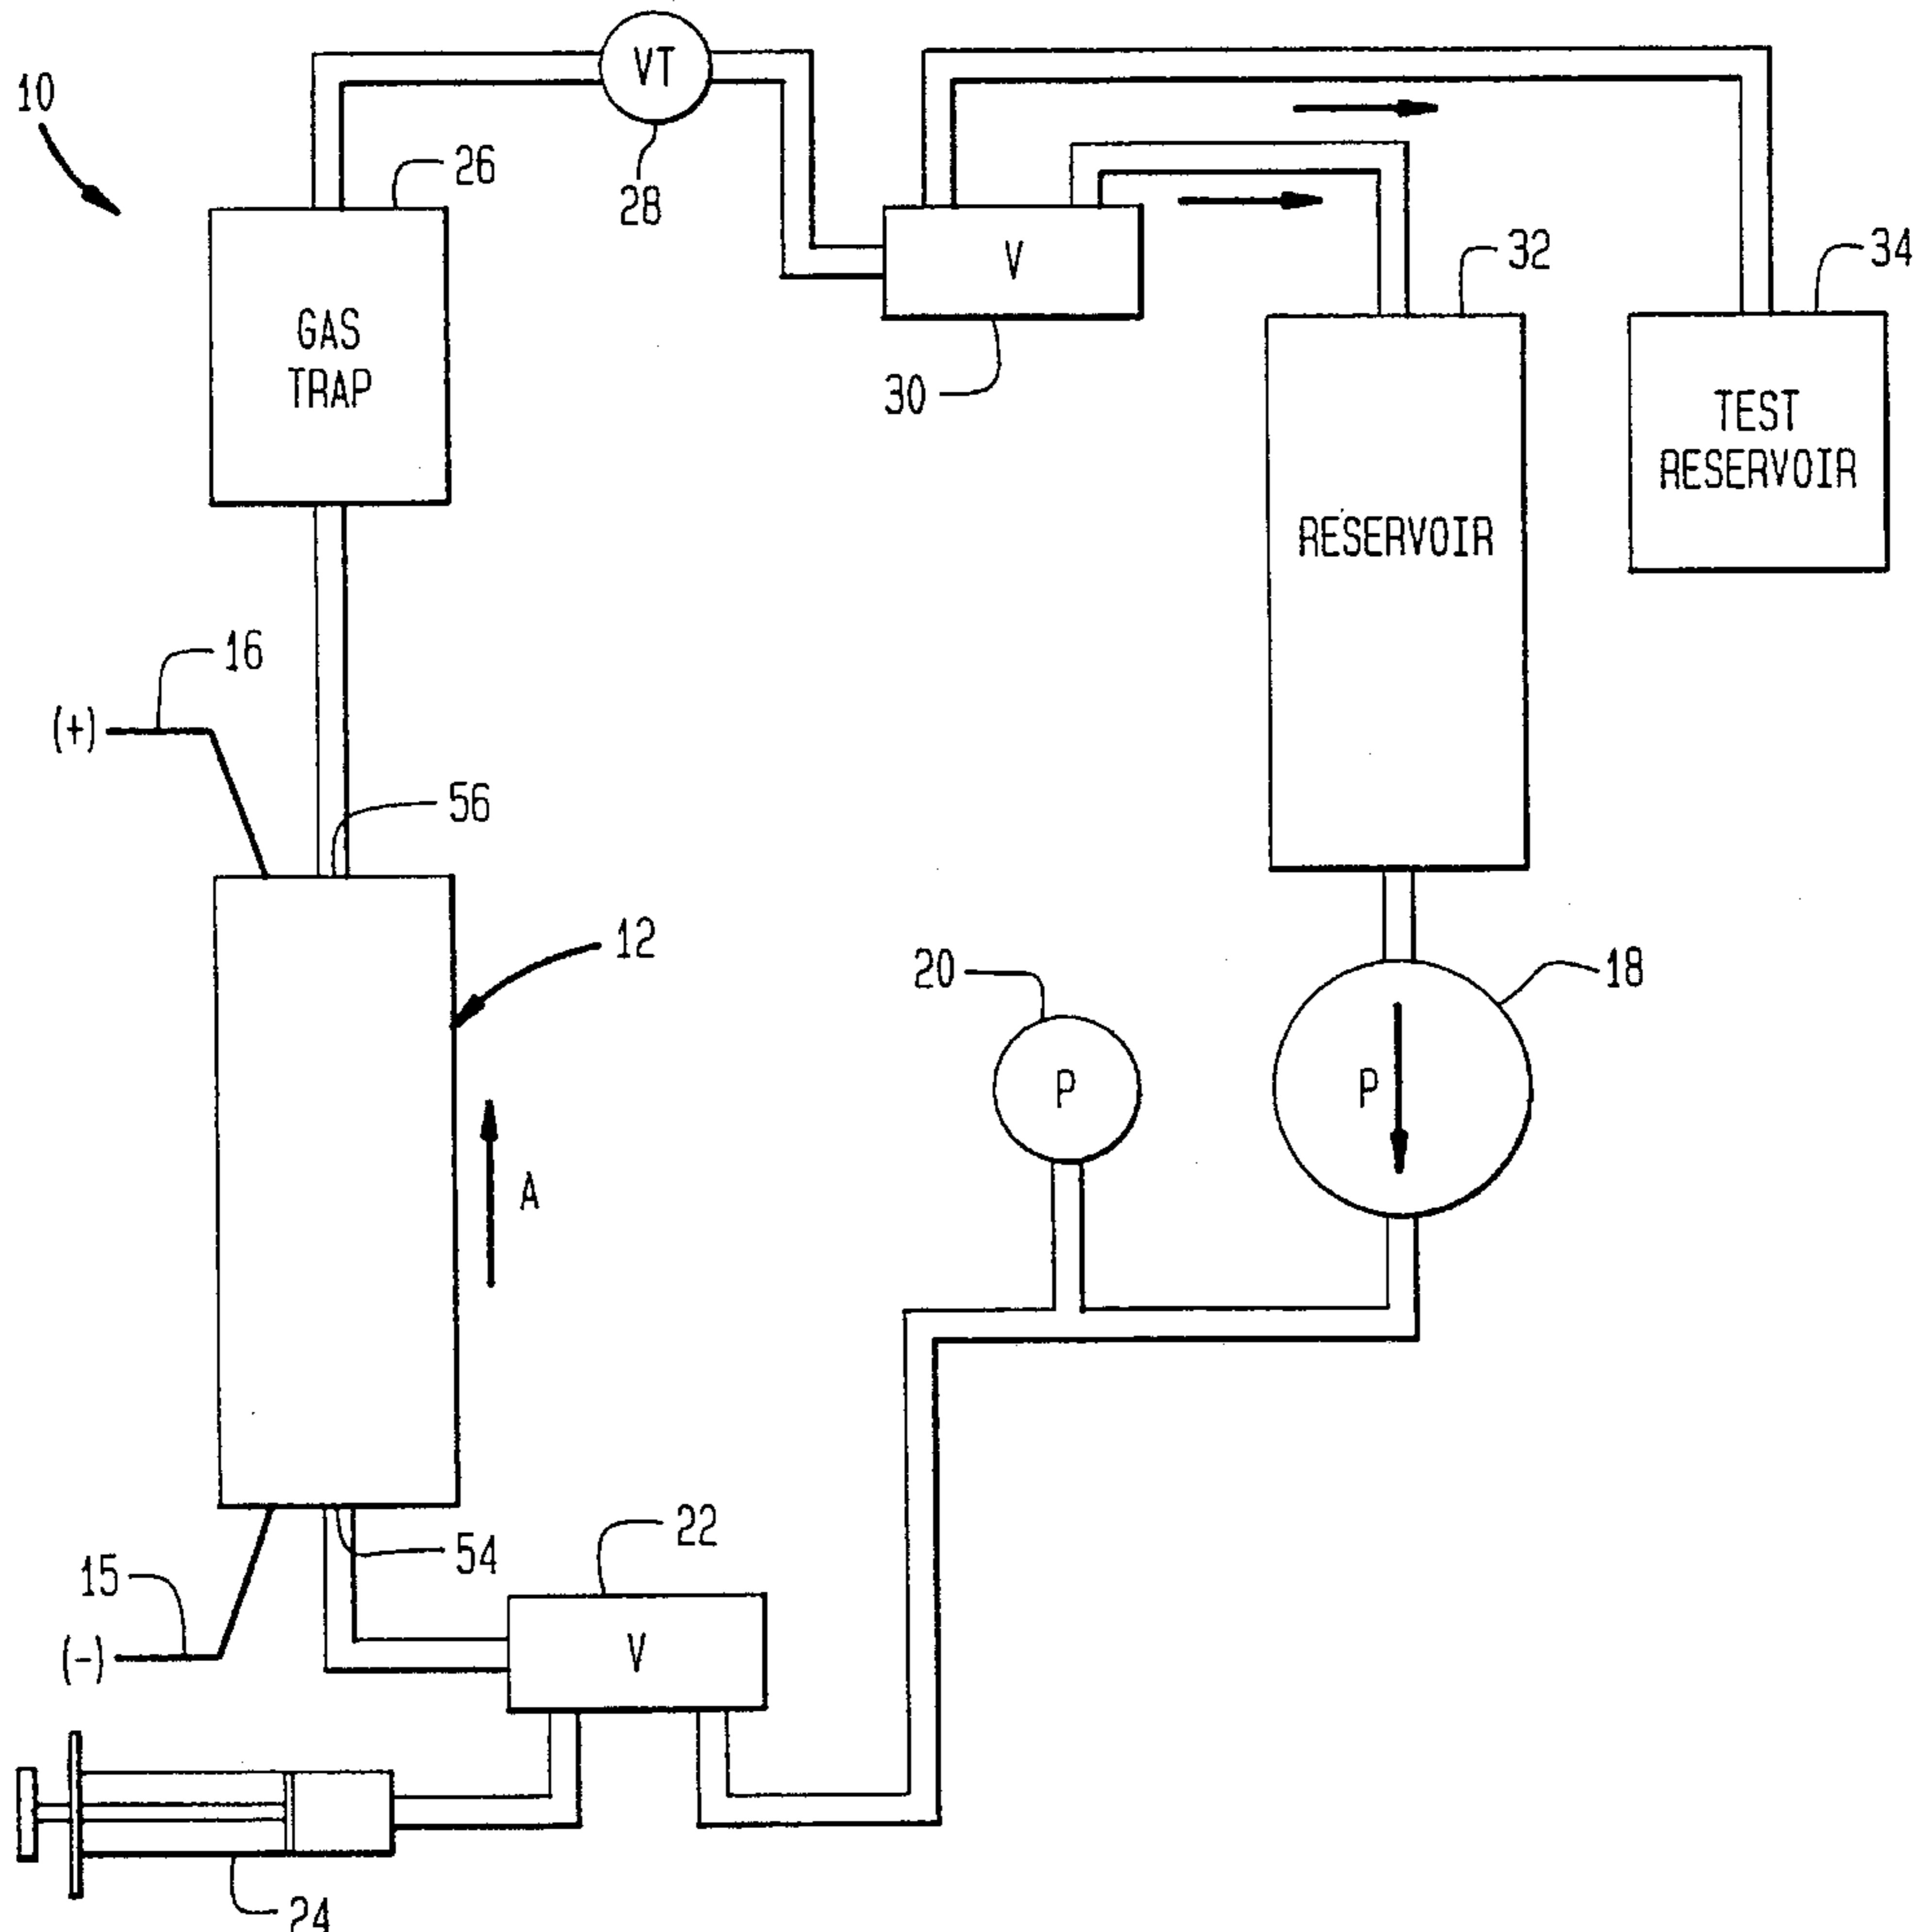 10
VT
28
26
GAS
TRAP
V
30
32
34
RESERVOIR
TEST
RESERVOIR
16
(+)
56
12
20
18
P
P
A
54
22
15
(-)
V
24